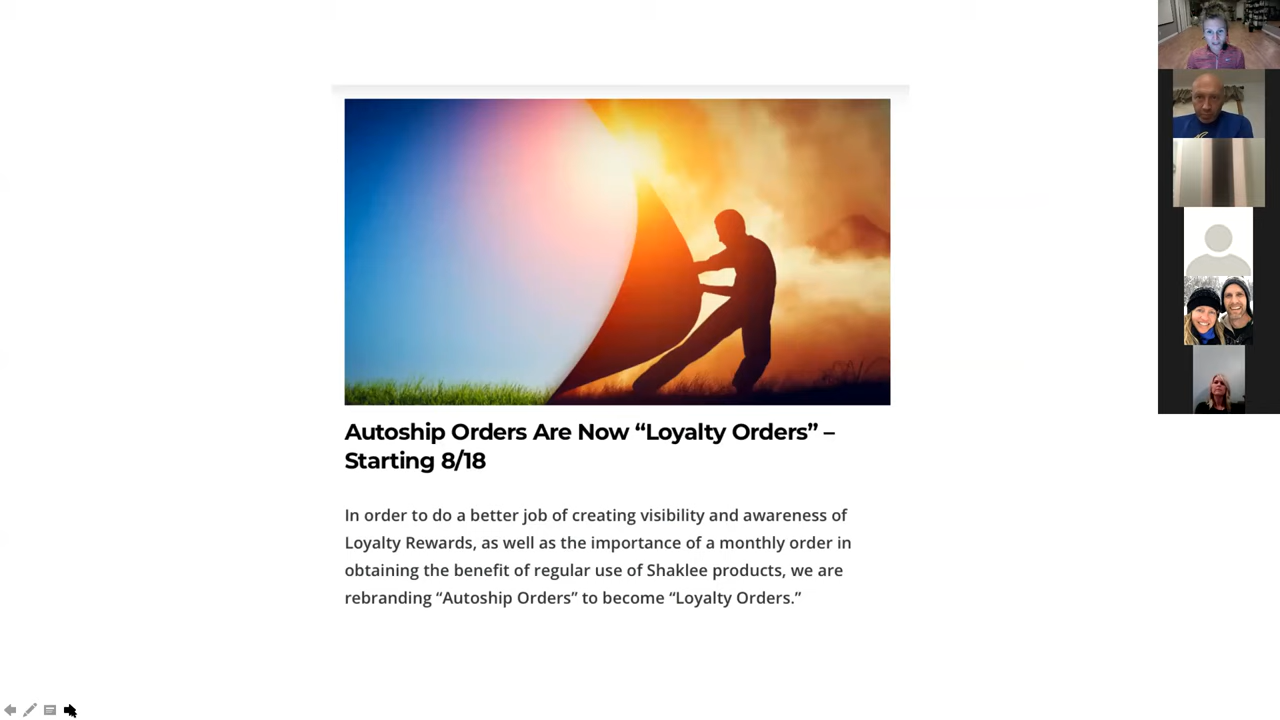 Autoship Orders Are Now “Loyalty Orders” –
Starting 8/18
In order to do a better job of creating visibility and awareness of
Loyalty Rewards, as well as the importance of a monthly order in
obtaining the benefit of regular use of Shaklee products, we are
rebranding “Autoship Orders” to become “Loyalty Orders.”